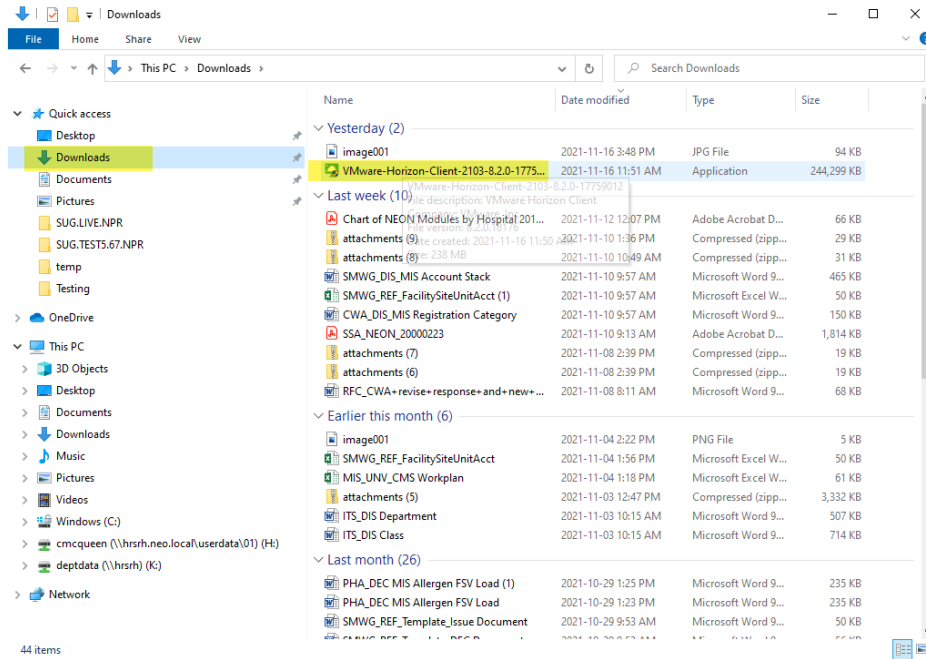 Downloads
File Home Share View
This PC Downloads
Search Downloads
Quick access
Desktop
Downloads
Documents
Pictures
SUG.LIVE.NPR
SUG.TEST5.67.NPR
temp
Testing
OneDrive
This PC
3D Objects
Desktop
Documents
Downloads
Music
Pictures
Videos
Windows (C:)
cmcqueen (\\hrsrh.neo.local\userdata\01) (H:)
deptdata (\\hrsrh) (K:)
Network
Name Date modified Type Size
Yesterday (2)
image001 2021-11-16 3:48 PM JPG File 94 KB
VMware-Horizon-Client-2103-8.2.0-1775... 2021-11-16 11:51 AM Application 244,299 KB
VMware-Horizon-Client-2103-8.2.0-17759012
File description: VMware Horizon Client
Company: VMware, Inc.
File version: 8.2.0.18176
Date created: 2021-11-16 11:50 AM
Size: 238 MB
Last week (10)
Chart of NEON Modules by Hospital 201... 2021-11-12 12:07 PM Adobe Acrobat D... 66 KB
attachments (9) 2021-11-10 1:36 PM Compressed (zipp... 29 KB
attachments (8) 2021-11-10 10:49 AM Compressed (zipp... 31 KB
SMWG_DIS_MIS Account Stack 2021-11-10 9:57 AM Microsoft Word 9... 465 KB
SMWG_REF_FacilitySiteUnitAcct (1) 2021-11-10 9:57 AM Microsoft Excel W... 50 KB
CWA_DIS_MIS Registration Category 2021-11-10 9:57 AM Microsoft Word 9... 150 KB
SSA_NEON_20000223 2021-11-10 9:13 AM Adobe Acrobat D... 1,814 KB
attachments (7) 2021-11-08 2:39 PM Compressed (zipp... 19 KB
attachments (6) 2021-11-08 2:39 PM Compressed (zipp... 19 KB
RFC_CWA+revise+response+and+new+... 2021-11-08 8:11 AM Microsoft Word 9... 68 KB
Earlier this month (6)
image001 2021-11-04 2:22 PM PNG File 5 KB
SMWG_REF_FacilitySiteUnitAcct 2021-11-04 1:56 PM Microsoft Excel W... 50 KB
MIS_UNV_CMS Workplan 2021-11-04 1:18 PM Microsoft Excel W... 61 KB
attachments (5) 2021-11-03 12:47 PM Compressed (zipp... 3,332 KB
ITS_DIS Department 2021-11-03 10:15 AM Microsoft Word 9... 507 KB
ITS_DIS Class 2021-11-03 10:15 AM Microsoft Word 9... 714 KB
Last month (26)
PHA_DEC MIS Allergen FSV Load (1) 2021-10-29 1:25 PM Microsoft Word 9... 235 KB
PHA_DEC MIS Allergen FSV Load 2021-10-29 1:23 PM Microsoft Word 9... 235 KB
SMWG_REF_Template_Issue Document 2021-10-29 9:53 AM Microsoft Word 9... 50 KB
44 items